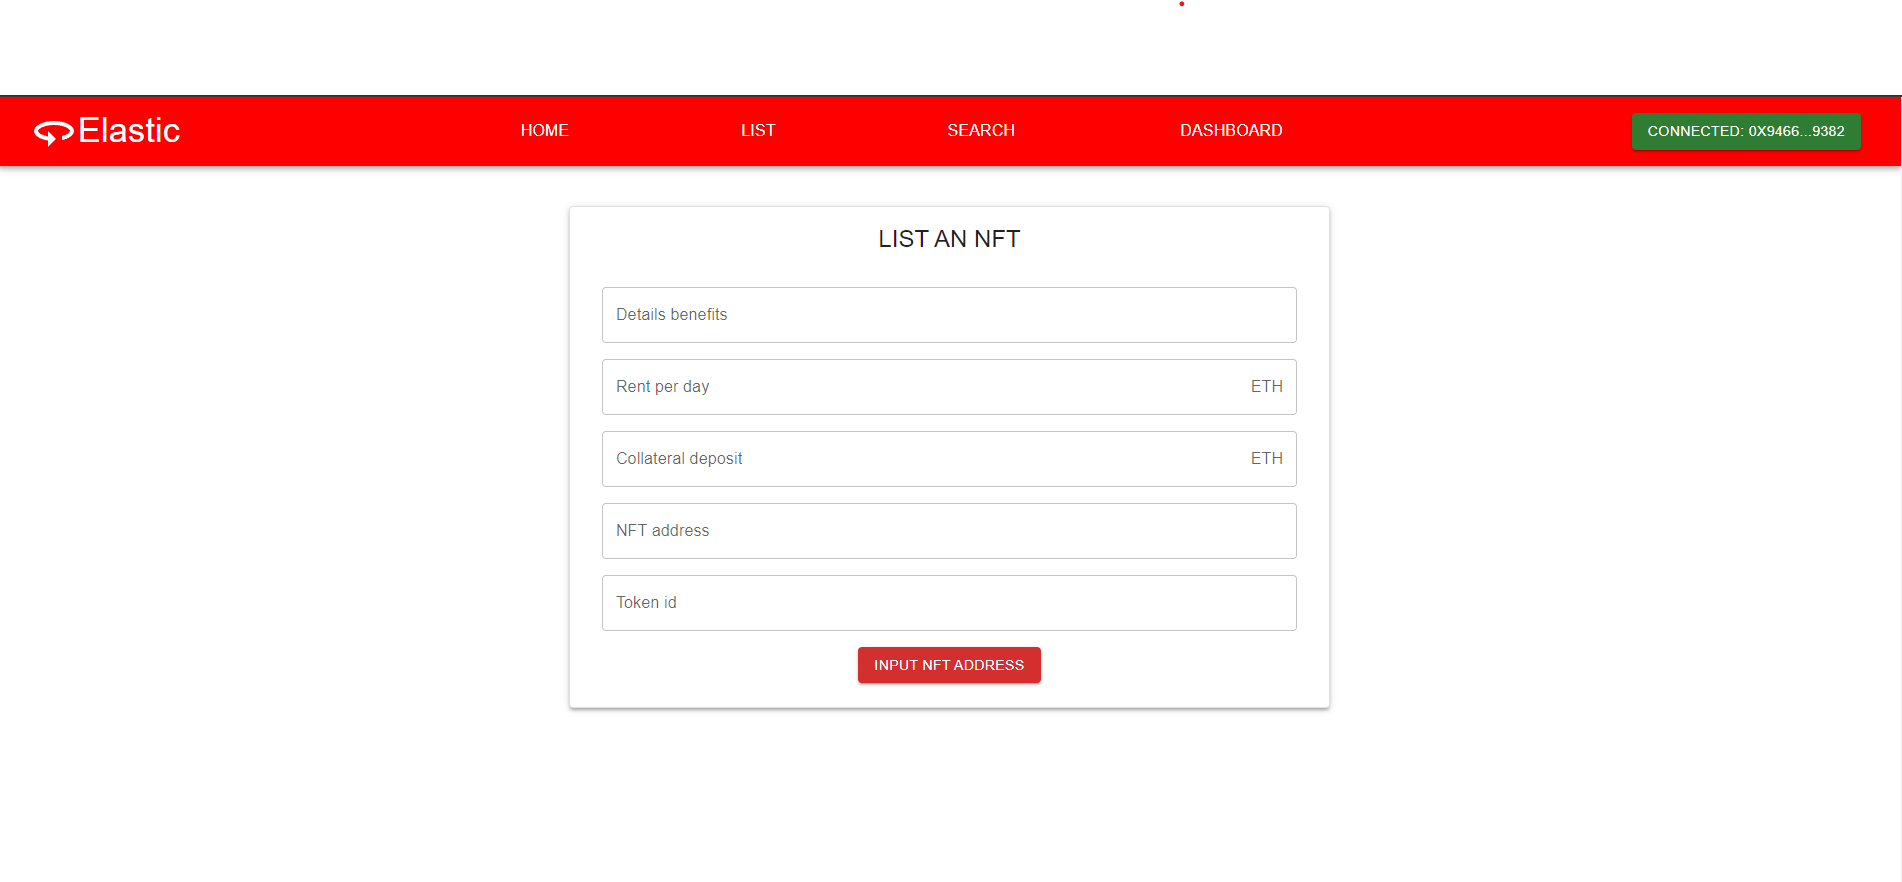 Elastic HOME LIST SEARCH DASHBOARD CONNECTED: 0X9466...9382
LIST AN NFT
Details benefits
Rent per day ETH
Collateral deposit ETH
NFT address
Token id
INPUT NFT ADDRESS